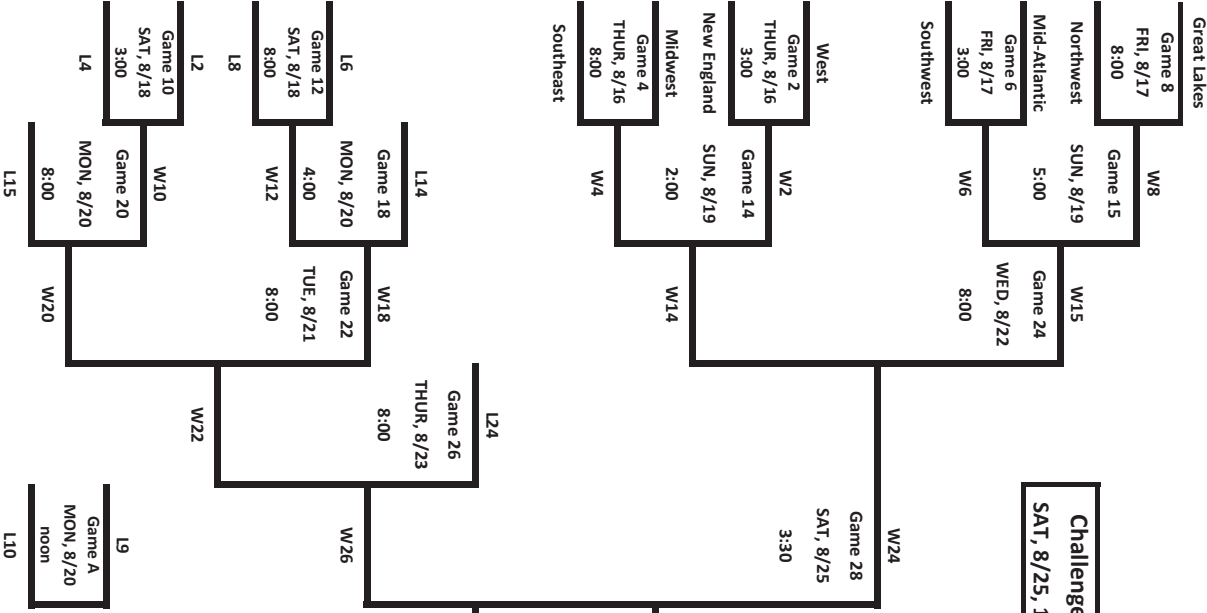 Great Lakes
Game 8
FRI, 8/17
8:00
Northwest
Mid-Atlantic
Game 6
FRI, 8/17
3:00
Southwest
West
Game 2
THUR, 8/16
3:00
New England
Midwest
Game 4
THUR, 8/16
8:00
Southeast
L6
Game 12
SAT, 8/18
8:00
L8
L2
Game 10
SAT, 8/18
3:00
L4
W8
Game 15
SUN, 8/19
5:00
W6
W2
Game 14
SUN, 8/19
2:00
W4
L14
Game 18
MON, 8/20
4:00
W12
W10
Game 20
MON, 8/20
8:00
L15
W15
Game 24
WED, 8/22
8:00
W14
W18
Game 22
TUE, 8/21
8:00
W20
L24
Game 26
THUR, 8/23
8:00
W22
Challenge
SAT, 8/25, 1
W24
Game 28
SAT, 8/25
3:30
W26
L9
Game A
MON, 8/20
noon
L10